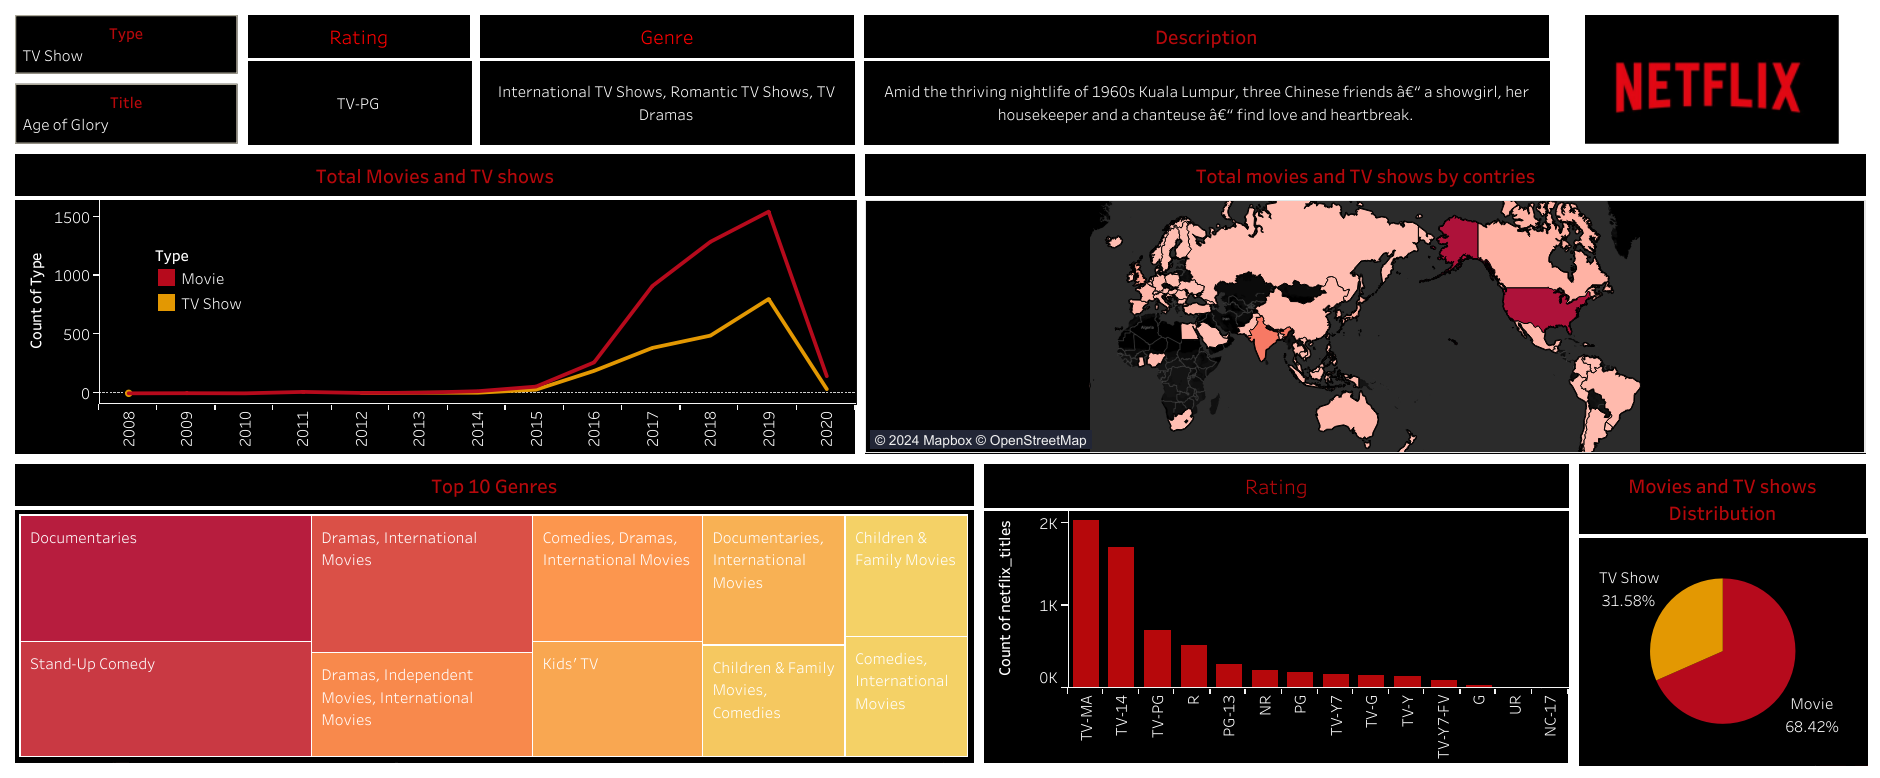 Type
TV Show
Title
Age of Glory
Rating
TV-PG
Genre
International TV Shows, Romantic TV Shows, TV
Dramas
Description
Amid the thriving nightlife of 1960s Kuala Lumpur, three Chinese friends â€“ a showgirl, her
housekeeper and a chanteuse â€“ find love and heartbreak.
NETFLIX
Total Movies and TV shows
Count of Type
1500
1000
500
0
Type
Movie
TV Show
2008
2009
2010
2011
2012
2013
2014
2015
2016
2017
2018
2019
2020
Total movies and TV shows by contries
© 2024 Mapbox © OpenStreetMap
Top 10 Genres
Documentaries
Stand-Up Comedy
Dramas, International
Movies
Dramas, Independent
Movies, International
Movies
Comedies, Dramas,
International Movies
Kids' TV
Documentaries,
International
Movies
Children & Family
Movies,
Comedies
Children &
Family Movies
Comedies,
International
Movies
Rating
Count of netflix_titles
2K
1K
0K
TV-MA
TV-14
TV-PG
R
PG-13
NR
PG
TV-Y7
TV-G
TV-Y
TV-Y7-FV
G
UR
NC-17
Movies and TV shows
Distribution
TV Show
31.58%
Movie
68.42%